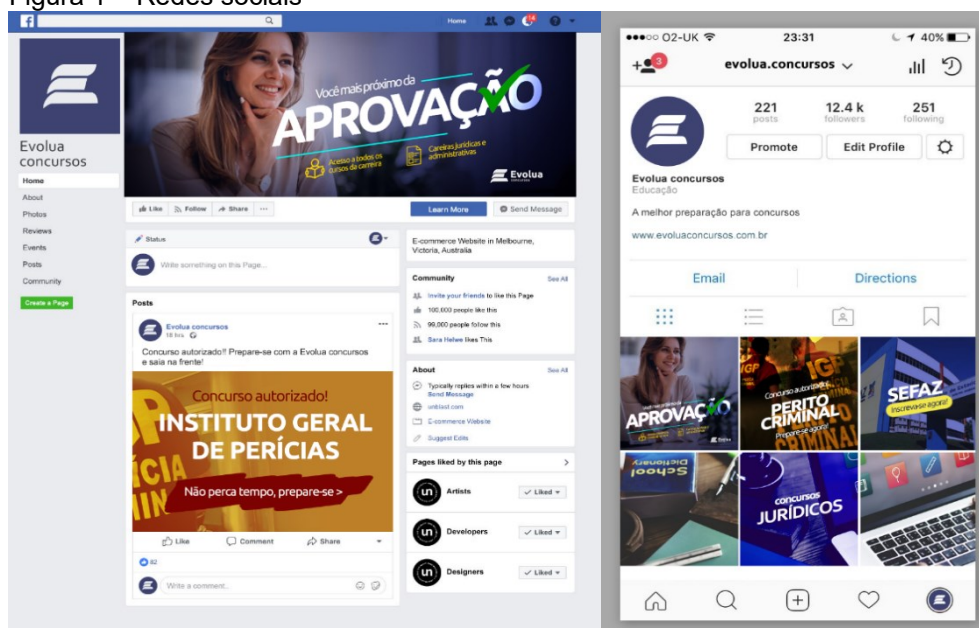 Figura 1 – Redes sociais
Home
Evolua
concursos
Home
About
Photos
Reviews
Events
Posts
Community
Create a Page
Você mais próximo da
APROVAÇÃO
Acesso a todos os
cursos da carreira
Carreiras jurídicas e
administrativas
Evolua
Like
Follow
Share
Learn More
Send Message
Status
Write something on this Page...
Posts
Evolua concursos
Concurso autorizado!! Prepare-se com a Evolua concursos
e saia na frente!
Concurso autorizado!
INSTITUTO GERAL
DE PERÍCIAS
Não perca tempo, prepare-se >
Like
Comment
Share
82
Write a comment..
E-commerce Website in Melbourne,
Victoria, Australia
Community
See All
Invite your friends to like this Page
100,000 people like this
99,000 people follow this
Sara Hafwe likes This
About
See All
Typically replies within a few hours
Send Message
E-commerce Website
Suggest Edits
Pages liked by this page
un
Artists
Liked
un
Developers
Liked
un
Designers
Liked
O2-UK
23:31
40%
3
evolua.concursos
221
posts
12.4 k
followers
251
following
Promote
Edit Profile
Evolua concursos
Educação
A melhor preparação para concursos
www.evoluaconcursos.com.br
Email
Directions
APROVAÇÃO
Evolua
IGP
Concurso autorizado!
PERITO
CRIMINAL
Prepare-se agora!
SEFAZ
Inscreva-se agora!
Dictionary
School
concursos
JURÍDICOS